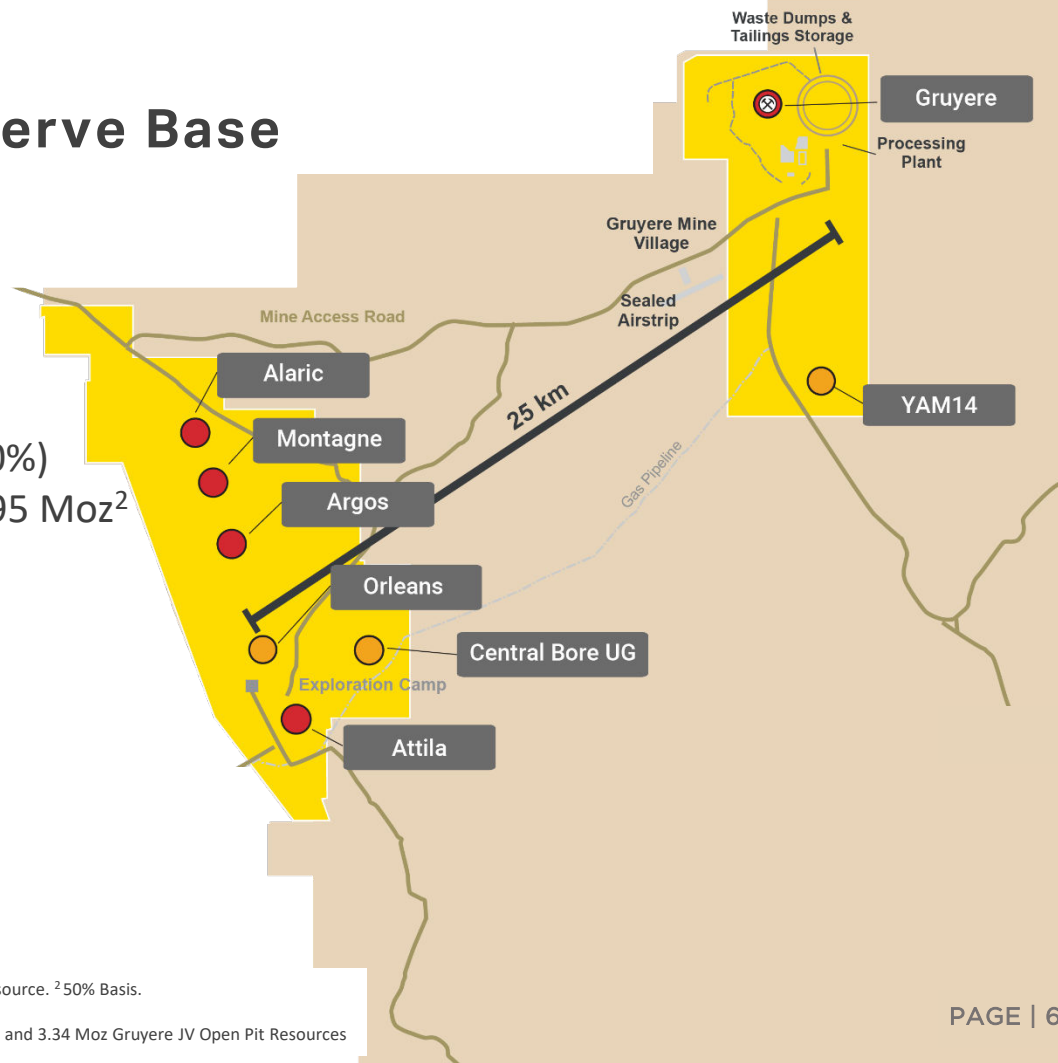 Waste Dumps &
Tailings Storage
Gruyere
erve Base
Processing
Plant
Gruyere Mine
Village
Sealed
Airstrip
Mine Access Road
Alaric
25 km
YAM14
Montagne
0%)
Gas Pipeline
Argos
95 Moz²
Orleans
Central Bore UG
Exploration Camp
Attila
source. ² 50% Basis.
and 3.34 Moz Gruyere JV Open Pit Resources
PAGE | 6